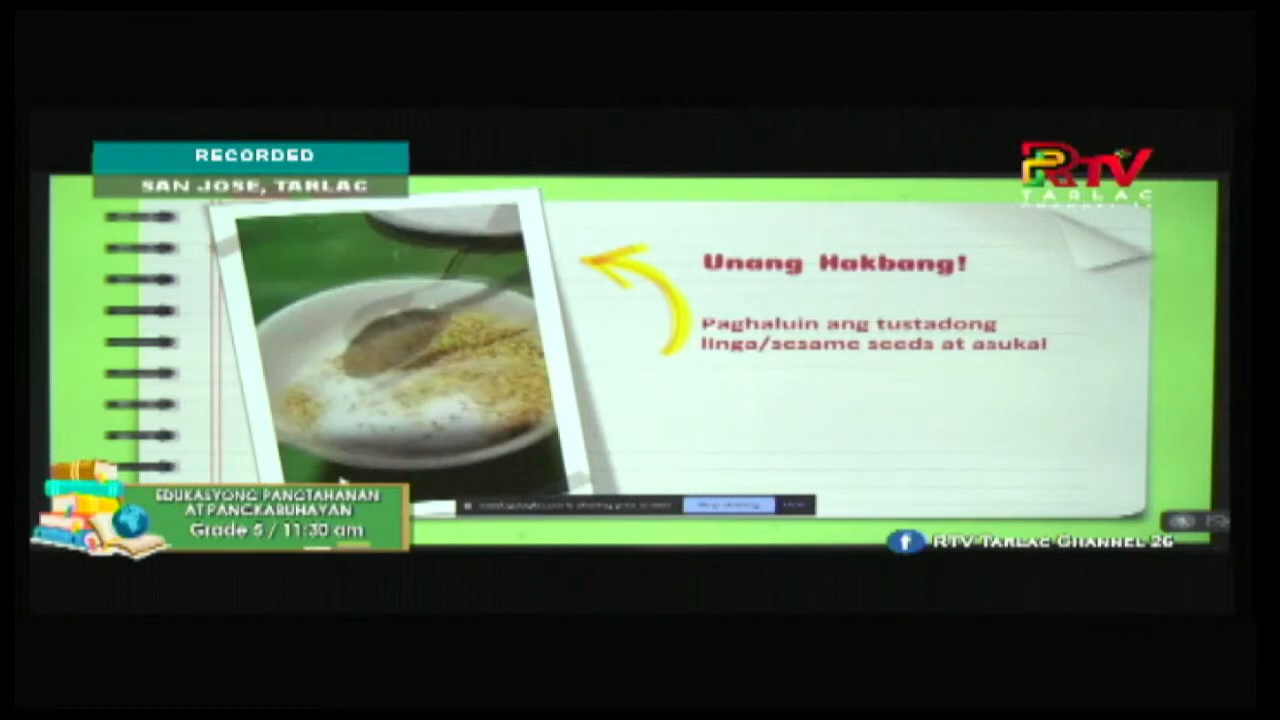 RECORDED
SAN JOSE, TARLAC
RTV
TARLAC
Unang Hakbang!
Paghaluin ang tustadong
linga/sesame seeds at asukal
EDUKASYONG PANGTAHANAN
AT PANGKABUHAYAN
Grade 5 / 11:30 am
RTV TARLAC CHANNEL 26